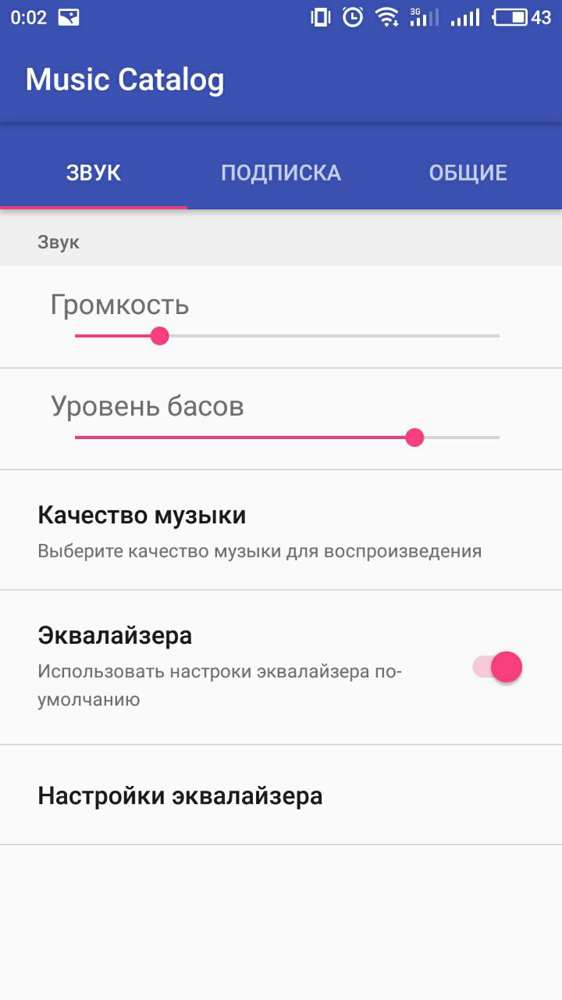 0:02 3G 43
Music Catalog
ЗВУК ПОДПИСКА ОБЩИЕ
Звук
Громкость
Уровень басов
Качество музыки
Выберите качество музыки для воспроизведения
Эквалайзера
Использовать настроки эквалайзера по-
умолчанию
Настройки эквалайзера